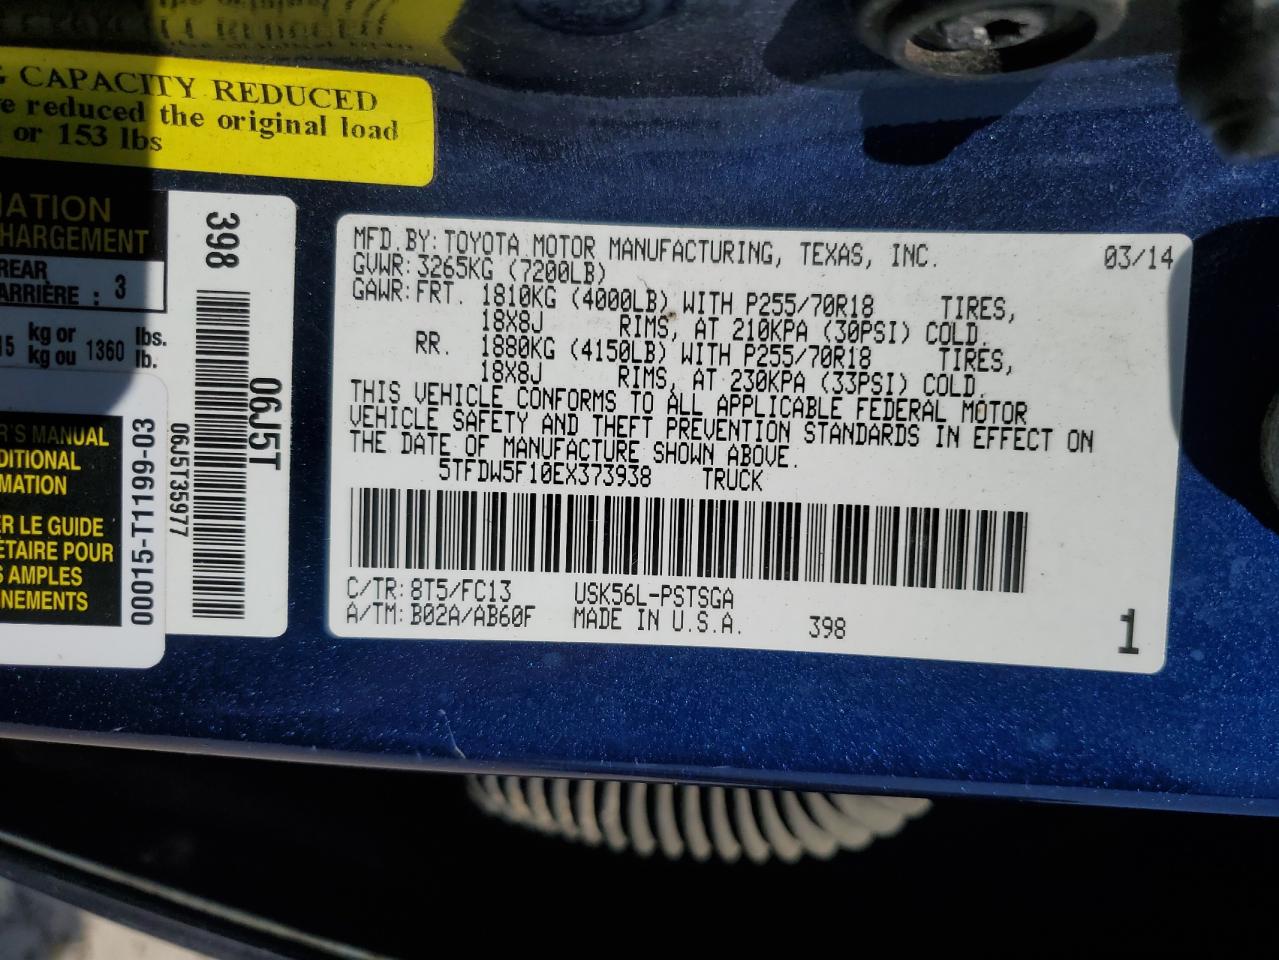 G CAPACITY REDUCED
reduced the original load
or 153 lbs
398
06J5T
06J5T35977
REAR
ARRIÈRE : 3
HARGEMENT
kg or 1360 lbs.
kg ou lb.
R'S MANUAL
DITIONAL
MATION
ER LE GUIDE
ÉTAIRE POUR
S AMPLES
NEMENTS
00015-T1199-03
MFD. BY: TOYOTA MOTOR MANUFACTURING, TEXAS, INC. 03/14
GVWR: 3265KG (7200LB)
GAWR: FRT. 1810KG (4000LB) WITH P255/70R18 TIRES,
18X8J RIMS, AT 210KPA (30PSI) COLD.
RR. 1880KG (4150LB) WITH P255/70R18 TIRES,
18X8J RIMS, AT 230KPA (33PSI) COLD.
THIS VEHICLE CONFORMS TO ALL APPLICABLE FEDERAL MOTOR
VEHICLE SAFETY AND THEFT PREVENTION STANDARDS IN EFFECT ON
THE DATE OF MANUFACTURE SHOWN ABOVE.
5TFDW5F10EX373938 TRUCK
C/TR: 8T5/FC13 USK56L-PSTSGA
A/TM: B02A/AB60F MADE IN U.S.A. 398 1